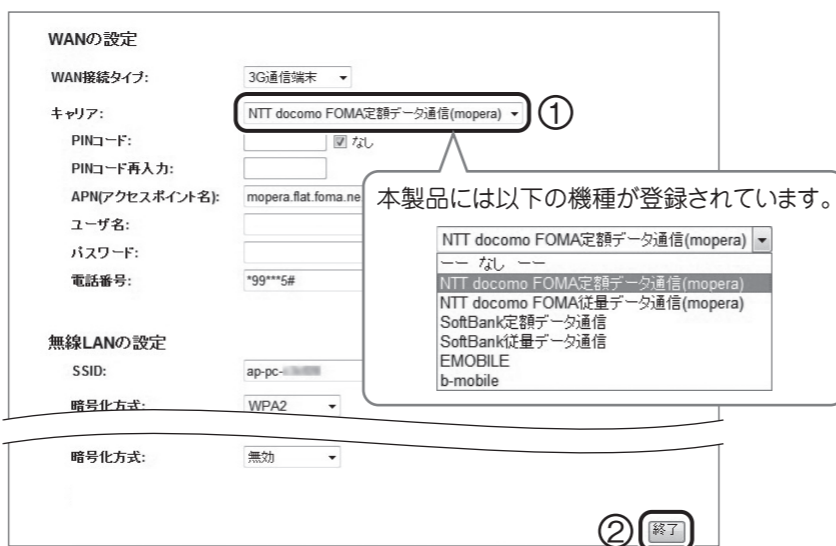 WANの設定
WAN接続タイプ: 3G通信端末
キャリア: NTT docomo FOMA定額データ通信(mopera) ①
PINコード: なし
PINコード再入力:
APN(アクセスポイント名): mopera.flat.foma.ne
ユーザ名:
パスワード:
電話番号: *99***5#
本製品には以下の機種が登録されています。
NTT docomo FOMA定額データ通信(mopera)
ーー なし ーー
NTT docomo FOMA定額データ通信(mopera)
NTT docomo FOMA従量データ通信(mopera)
SoftBank定額データ通信
SoftBank従量データ通信
EMOBILE
b-mobile
無線LANの設定
SSID: ap-pc-
暗号化方式: WPA2
暗号化方式: 無効
② 終了